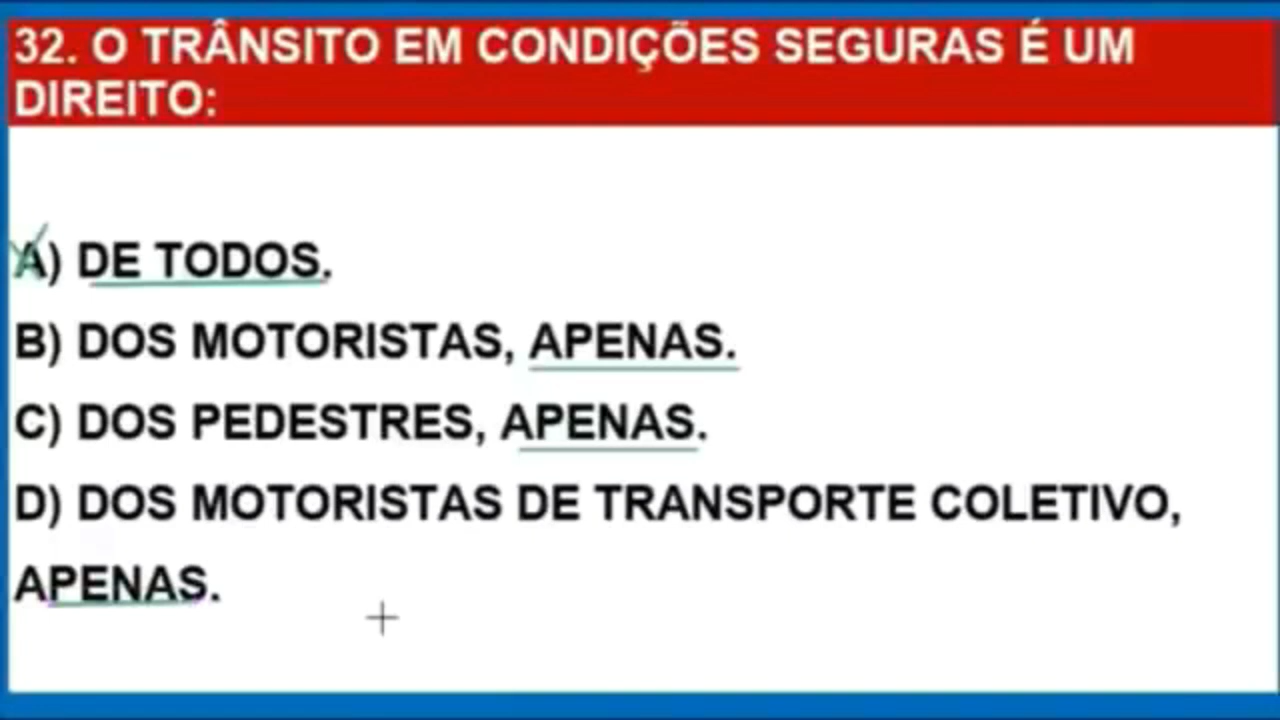 32. O TRÂNSITO EM CONDIÇÕES SEGURAS É UM
DIREITO:
A) DE TODOS.
B) DOS MOTORISTAS, APENAS.
C) DOS PEDESTRES, APENAS.
D) DOS MOTORISTAS DE TRANSPORTE COLETIVO,
APENAS.